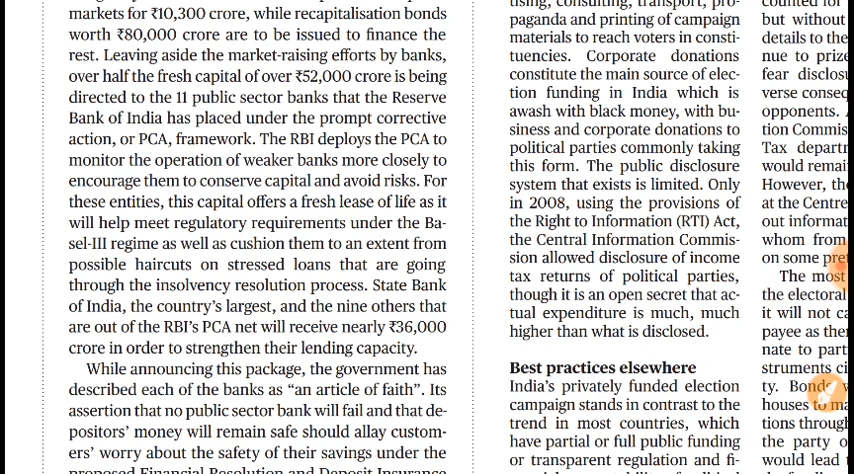 markets for ₹10,300 crore, while recapitalisation bonds
worth ₹80,000 crore are to be issued to finance the
rest. Leaving aside the market-raising efforts by banks,
over half the fresh capital of over ₹52,000 crore is being
directed to the 11 public sector banks that the Reserve
Bank of India has placed under the prompt corrective
action, or PCA, framework. The RBI deploys the PCA to
monitor the operation of weaker banks more closely to
encourage them to conserve capital and avoid risks. For
these entities, this capital offers a fresh lease of life as it
will help meet regulatory requirements under the Ba-
sel-III regime as well as cushion them to an extent from
possible haircuts on stressed loans that are going
through the insolvency resolution process. State Bank
of India, the country's largest, and the nine others that
are out of the RBI's PCA net will receive nearly ₹36,000
crore in order to strengthen their lending capacity.
While announcing this package, the government has
described each of the banks as “an article of faith”. Its
assertion that no public sector bank will fail and that de-
positors' money will remain safe should allay custom-
ers' worry about the safety of their savings under the
proposed Financial Resolution and Deposit Insurance
tising, consulting, transport, pro-
paganda and printing of campaign
materials to reach voters in consti-
tuencies. Corporate donations
constitute the main source of elec-
tion funding in India which is
awash with black money, with bu-
siness and corporate donations to
political parties commonly taking
this form. The public disclosure
system that exists is limited. Only
in 2008, using the provisions of
the Right to Information (RTI) Act,
the Central Information Commis-
sion allowed disclosure of income
tax returns of political parties,
though it is an open secret that ac-
tual expenditure is much, much
higher than what is disclosed.
Best practices elsewhere
India's privately funded election
campaign stands in contrast to the
trend in most countries, which
have partial or full public funding
or transparent regulation and fi-
counted for
but without
details to the
nue to prize
fear
verse
opponents.
tion Commis
Tax
would
However,
at the Centre
out
whom from
on some
The most
the electoral
it will not
payee as
nate to part
struments
ty.
houses to
tions
the party
would lead